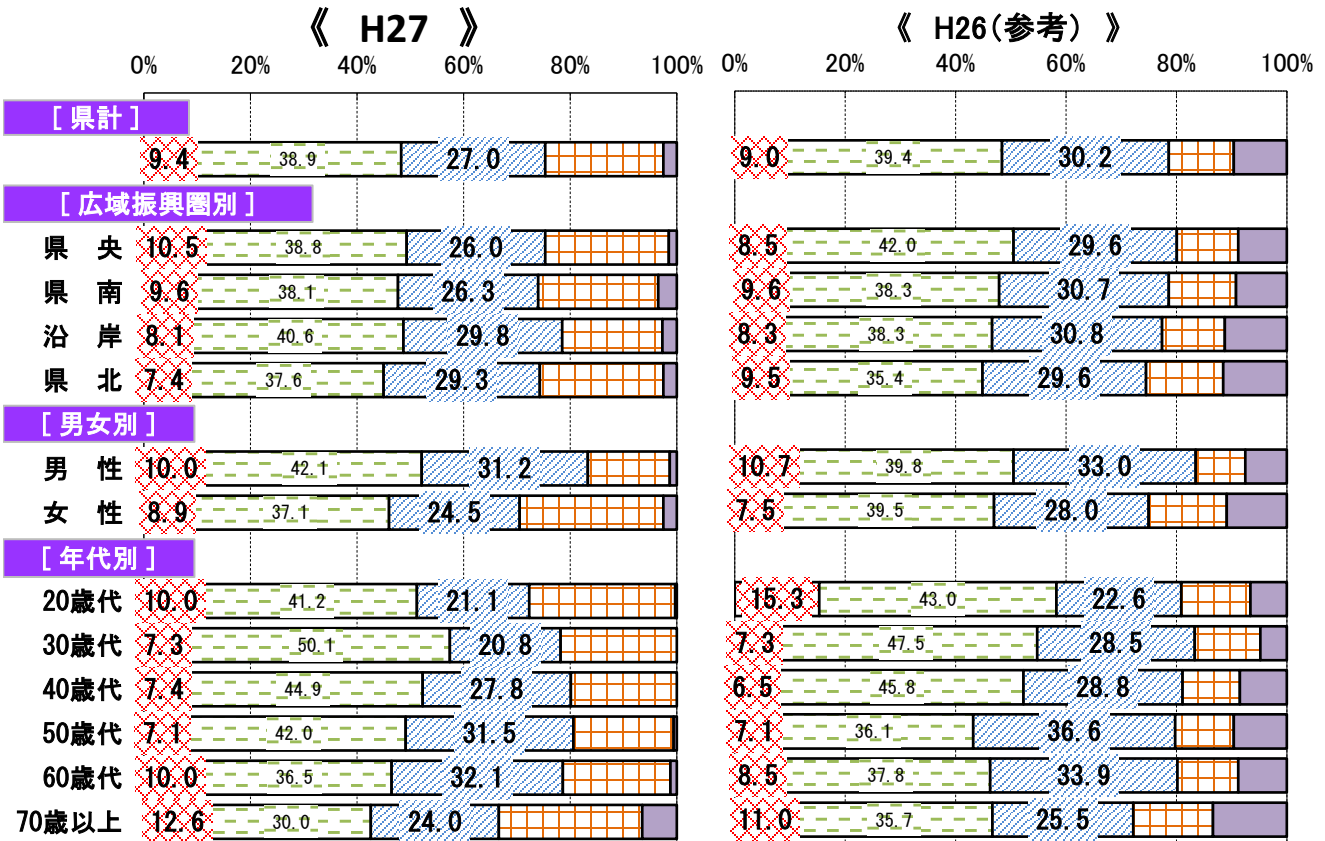 《 H27 》
《 H26(参考) 》
0% 20% 40% 60% 80% 100%
0% 20% 40% 60% 80% 100%
[ 県計 ]
9.4 38.9 27.0
9.0 39.4 30.2
[ 広域振興圏別 ]
県 央 10.5 38.8 26.0
8.5 42.0 29.6
県 南 9.6 38.1 26.3
9.6 38.3 30.7
沿 岸 8.1 40.6 29.8
8.3 38.3 30.8
県 北 7.4 37.6 29.3
9.5 35.4 29.6
[ 男女別 ]
男 性 10.0 42.1 31.2
10.7 39.8 33.0
女 性 8.9 37.1 24.5
7.5 39.5 28.0
[ 年代別 ]
20歳代 10.0 41.2 21.1
15.3 43.0 22.6
30歳代 7.3 50.1 20.8
7.3 47.5 28.5
40歳代 7.4 44.9 27.8
6.5 45.8 28.8
50歳代 7.1 42.0 31.5
7.1 36.1 36.6
60歳代 10.0 36.5 32.1
8.5 37.8 33.9
70歳以上 12.6 30.0 24.0
11.0 35.7 25.5